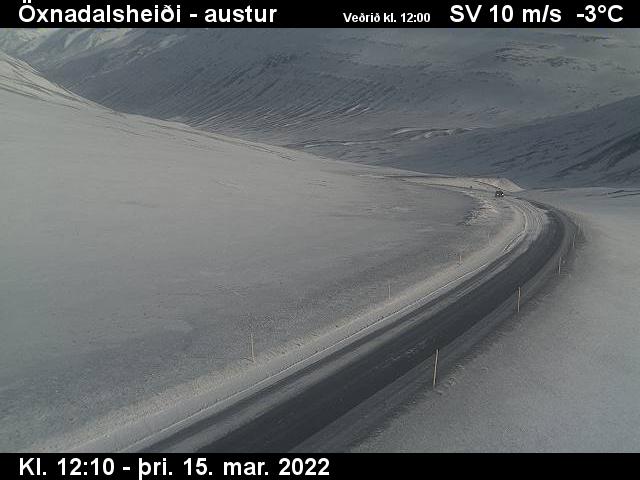 Öxnadalsheiði - austur Veðrið kl. 12:00 SV 10 m/s -3°C
Kl. 12:10 - þri. 15. mar. 2022